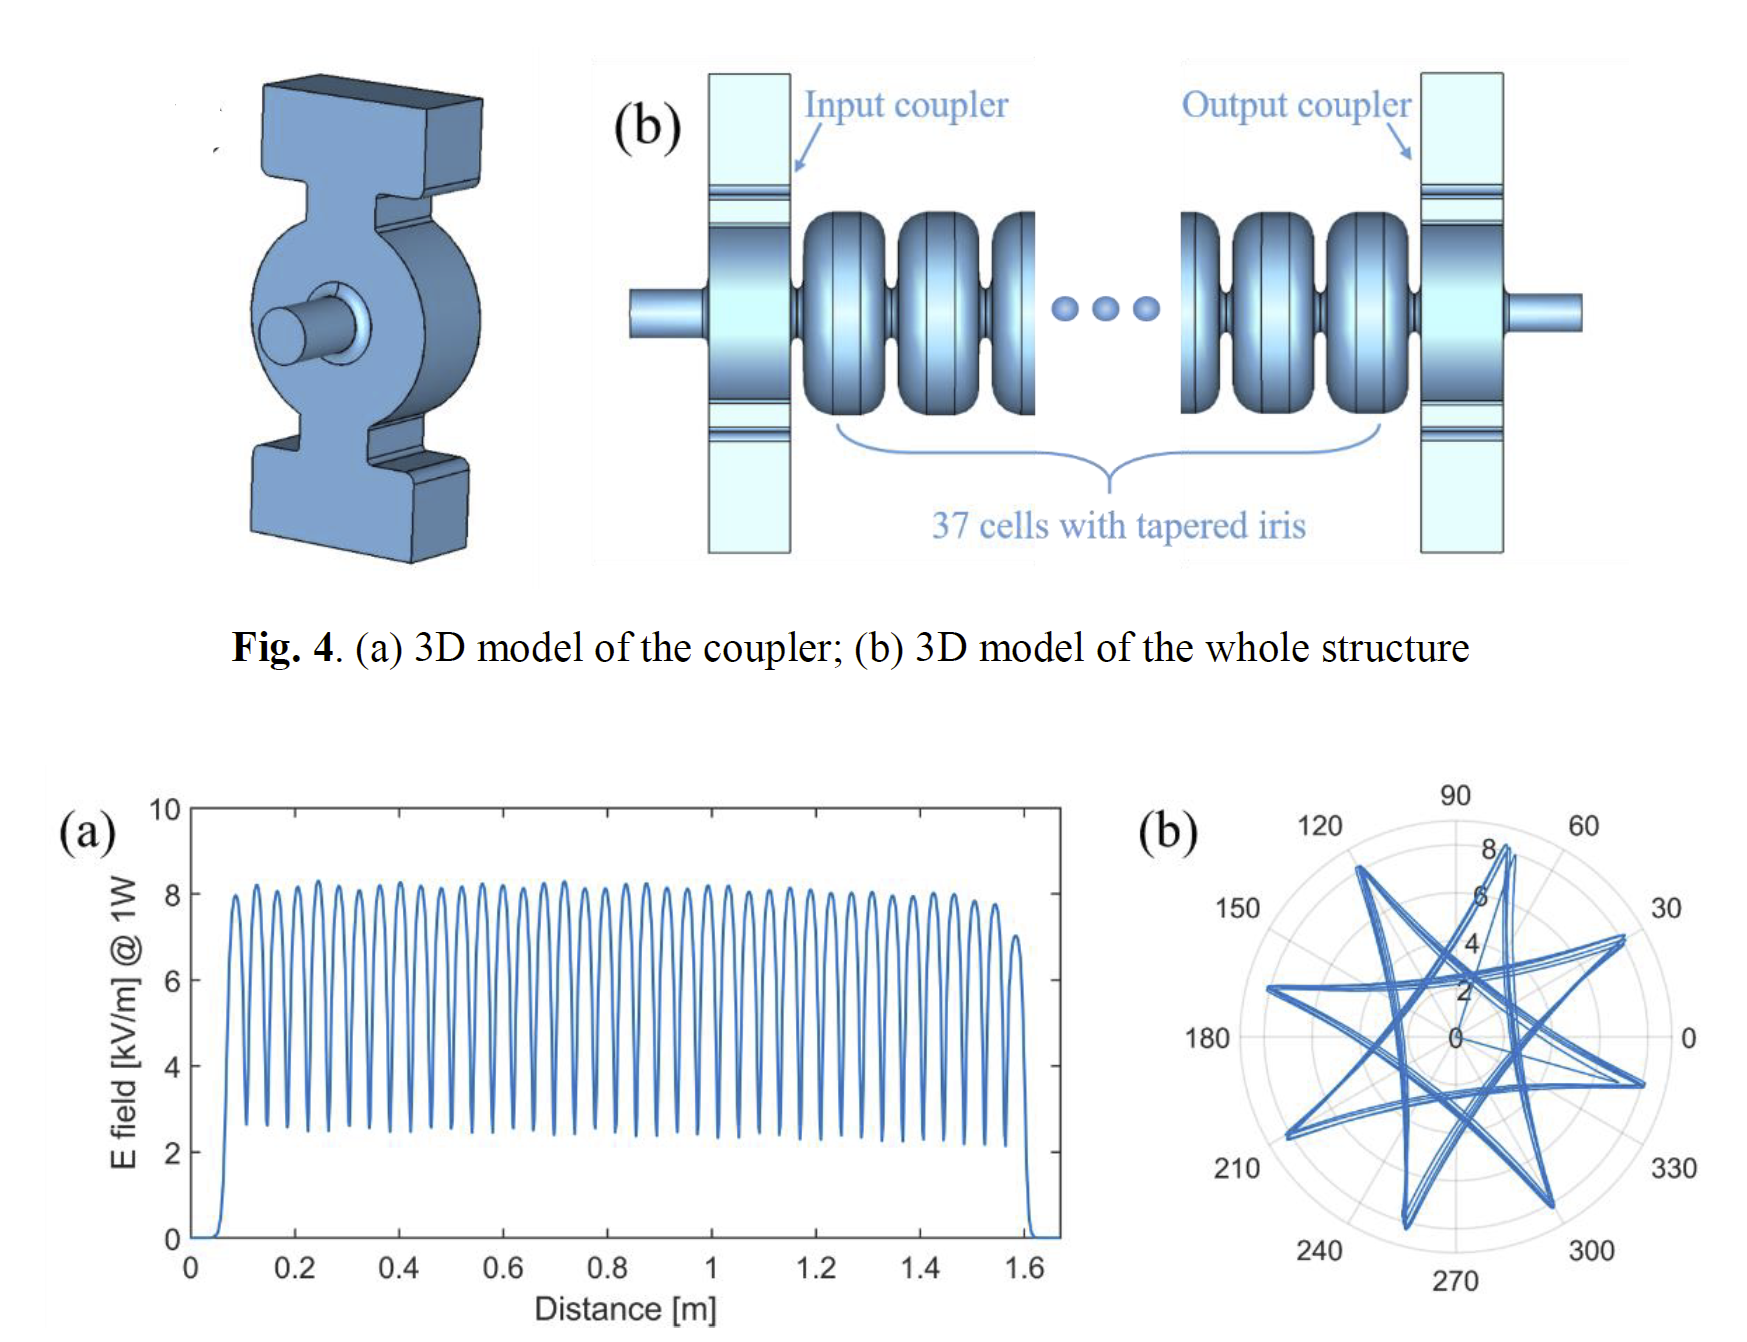 (b)
Input coupler
Output coupler
37 cells with tapered iris
Fig. 4. (a) 3D model of the coupler; (b) 3D model of the whole structure
(a)
E field [kV/m] @ 1W
10
8
6
4
2
0
0 0.2 0.4 0.6 0.8 1 1.2 1.4 1.6
Distance [m]
(b)
90
120 60
150 30
180 0
210 330
240 300
270
8
6
4
2
0